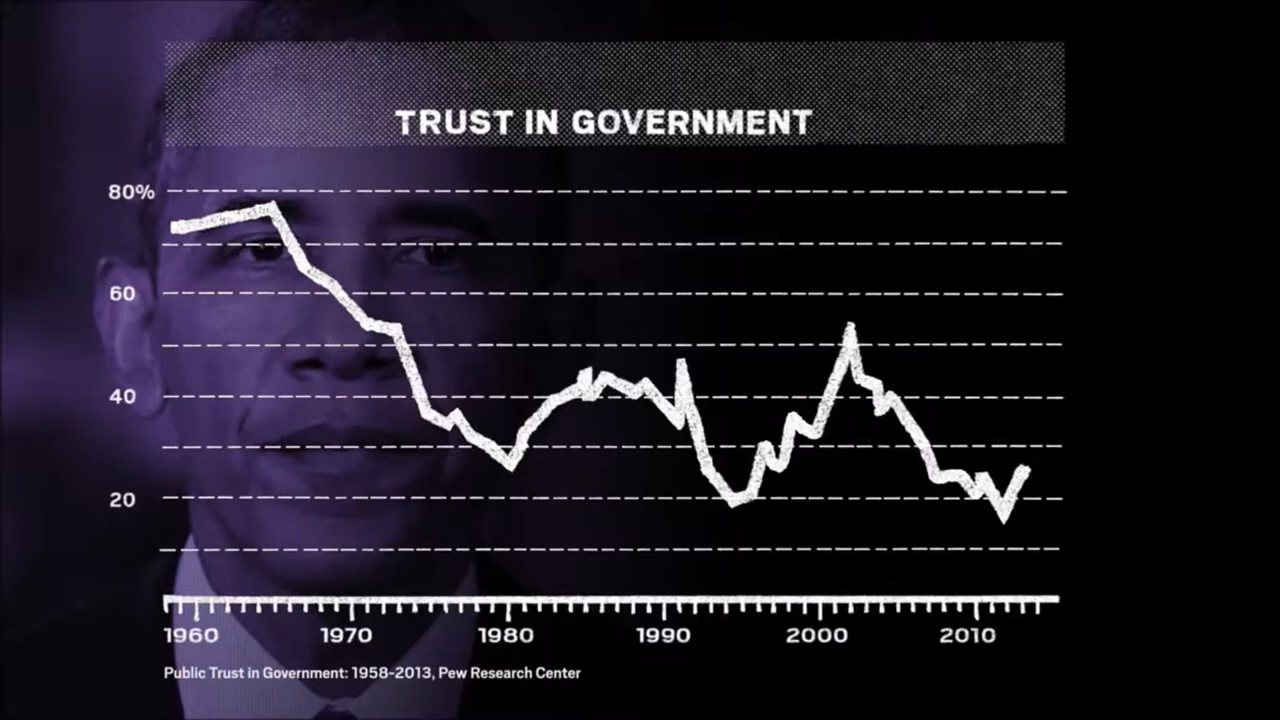 TRUST IN GOVERNMENT
80%
60
40
20
1960 1970 1980 1990 2000 2010
Public Trust in Government: 1958-2013, Pew Research Center